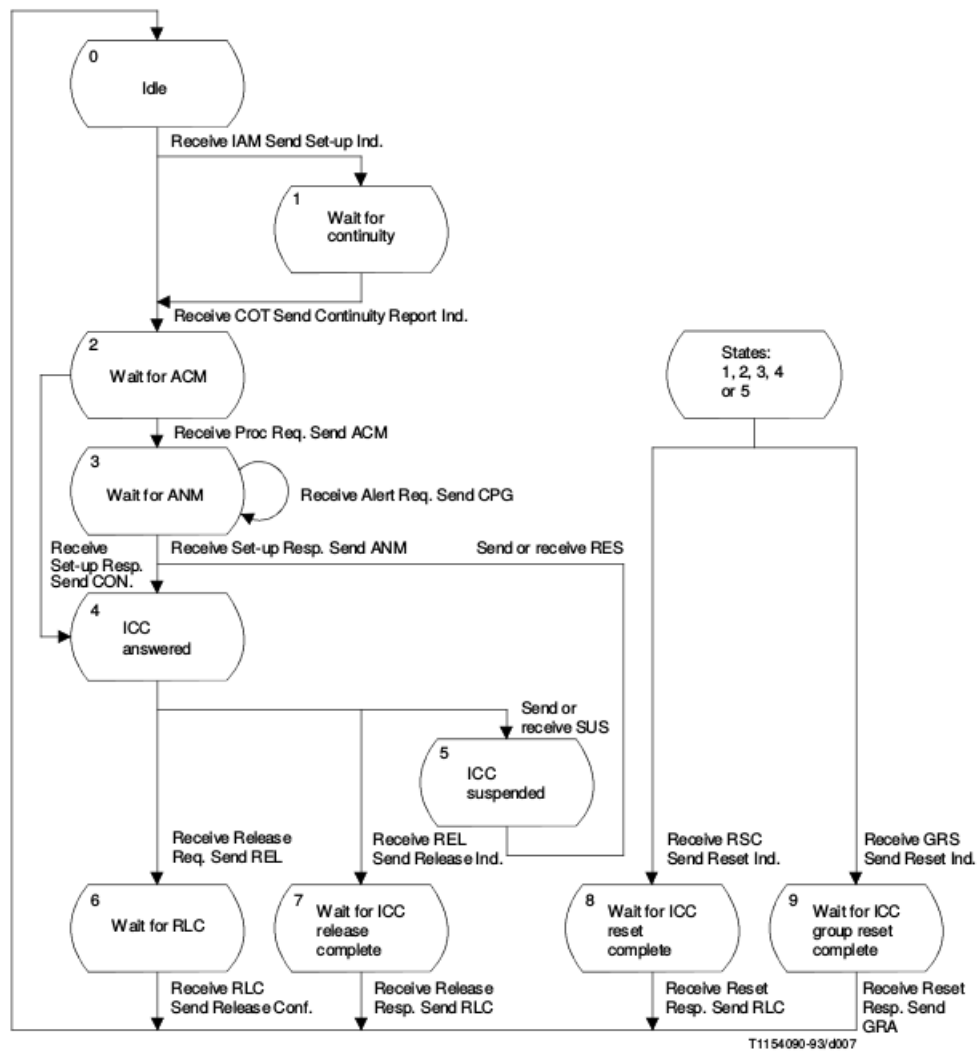 0
Idle
Receive IAM Send Set-up Ind.
1
Wait for
continuity
Receive COT Send Continuity Report Ind.
2
Wait for ACM
States:
1, 2, 3, 4
or 5
Receive Proc Req. Send ACM
3
Wait for ANM
Receive Alert Req. Send CPG
Receive
Set-up Resp.
Send CON.
Receive Set-up Resp. Send ANM
Send or receive RES
4
ICC
answered
Send or
receive SUS
5
ICC
suspended
Receive Release
Req. Send REL
Receive REL
Send Release Ind.
Receive RSC
Send Reset Ind.
Receive GRS
Send Reset Ind.
6
Wait for RLC
7
Wait for ICC
release
complete
8
Wait for ICC
reset
complete
9
Wait for ICC
group reset
complete
Receive RLC
Send Release Conf.
Receive Release
Resp. Send RLC
Receive Reset
Resp. Send RLC
Receive Reset
Resp. Send
GRA
T1154090-93/d007